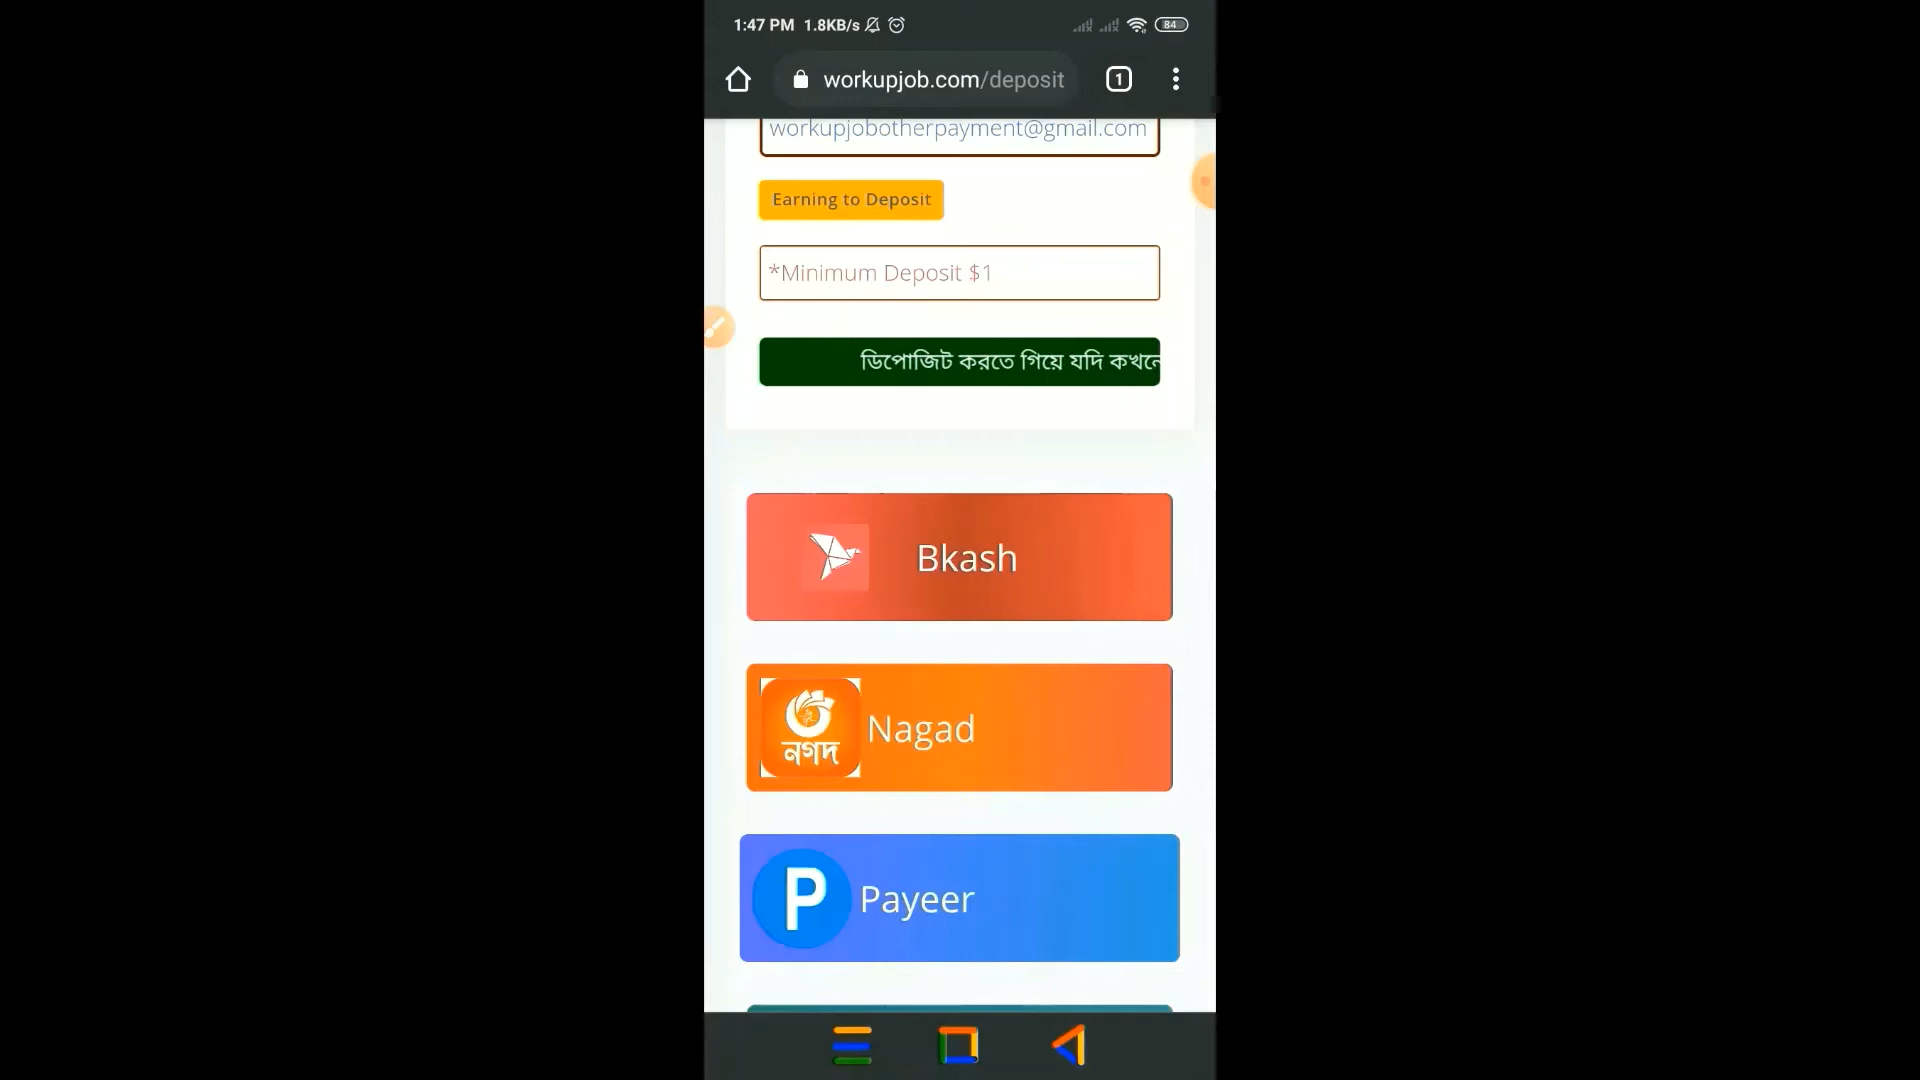 1:47 PM 1.8KB/s 84
workupjob.com/deposit 1
workupjobotherpayment@gmail.com
Earning to Deposit
*Minimum Deposit $1
ডিপোজিট করতে গিয়ে যদি
Bkash
নগদ Nagad
P Payeer